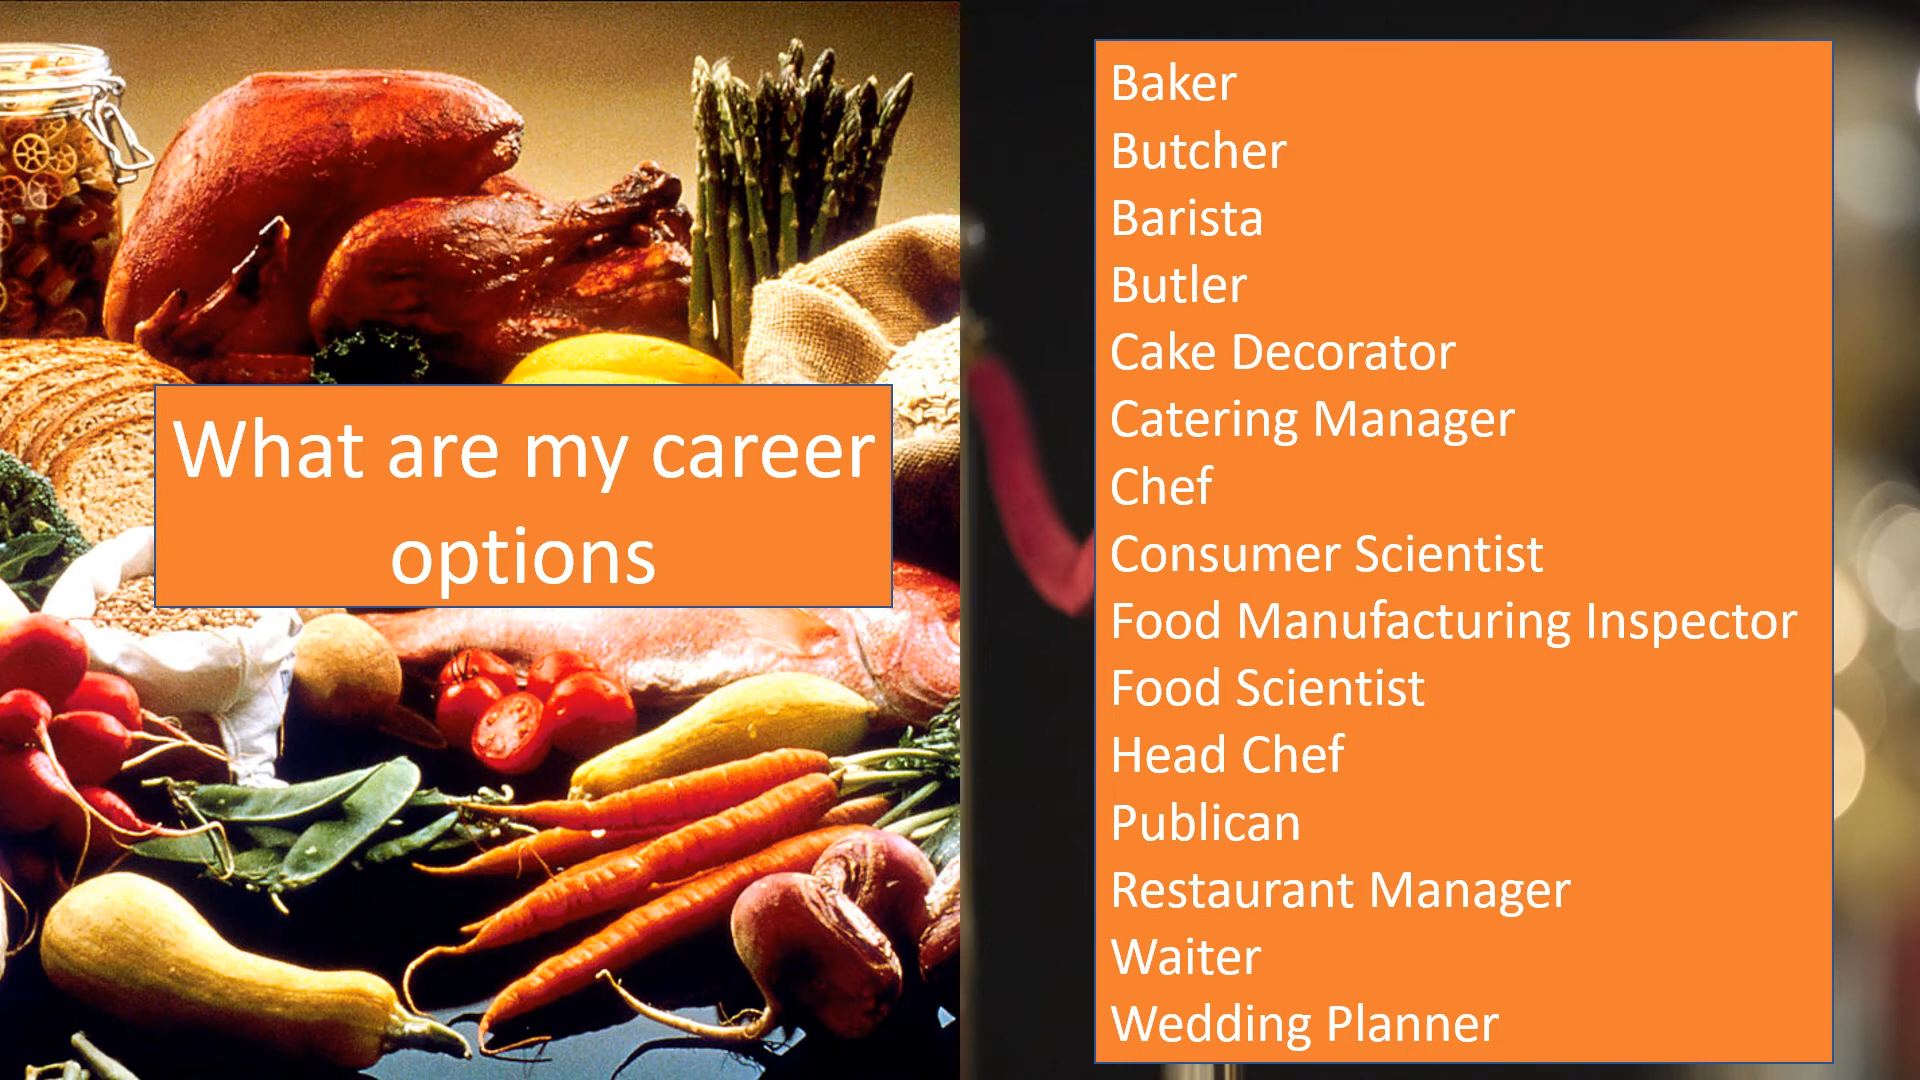 What are my career
options
Baker
Butcher
Barista
Butler
Cake Decorator
Catering Manager
Chef
Consumer Scientist
Food Manufacturing Inspector
Food Scientist
Head Chef
Publican
Restaurant Manager
Waiter
Wedding Planner